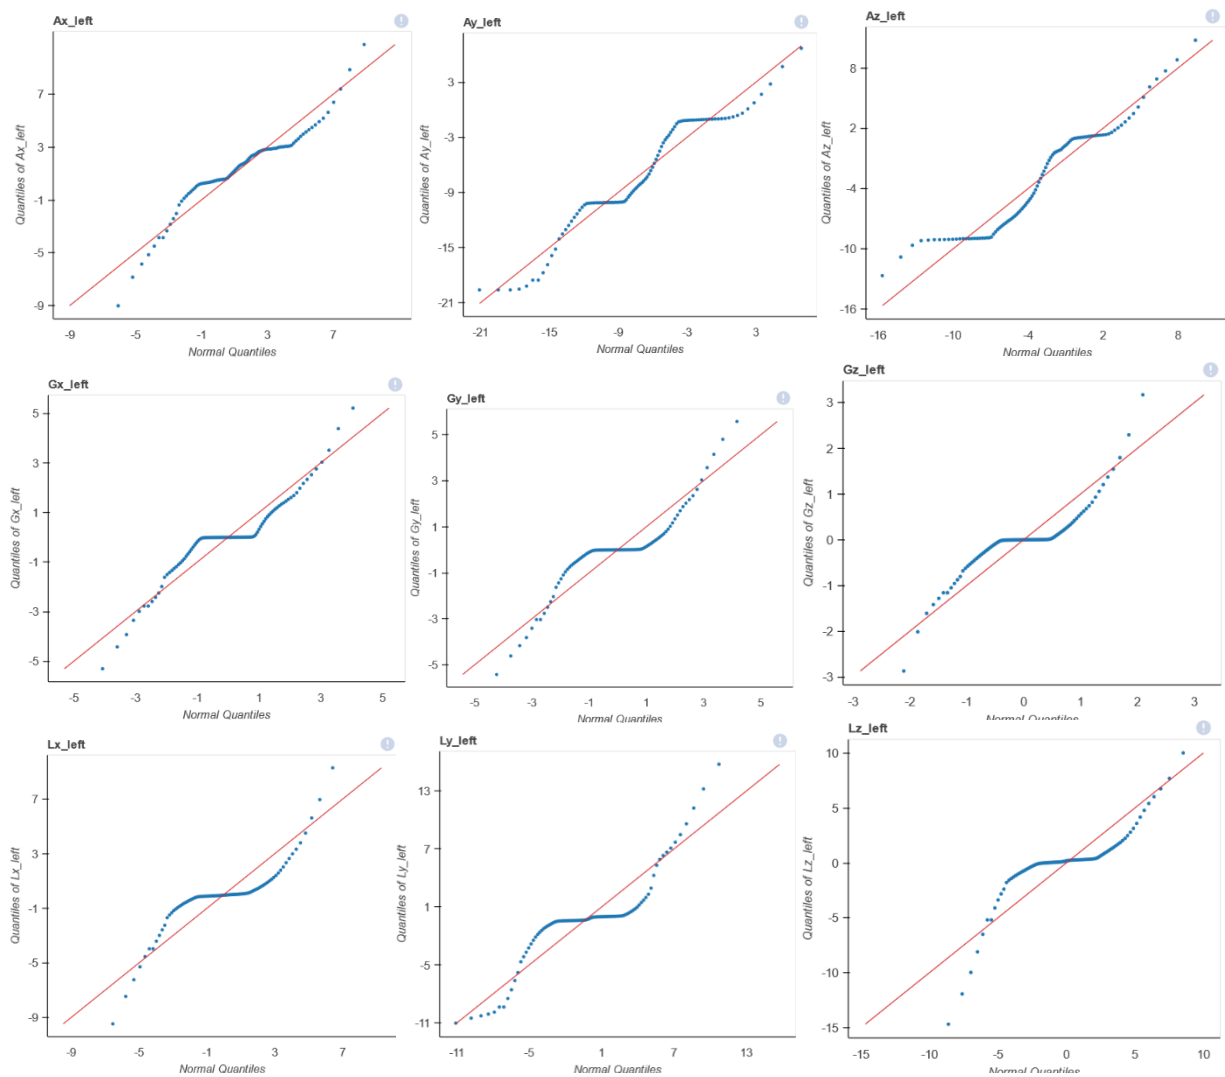 Ax_left
7
3
-1
-5
-9
Quantiles of Ax_left
-9 -5 -1 3 7
Normal Quantiles
Ay_left
3
-3
-9
-15
-21
Quantiles of Ay_left
-21 -15 -9 -3 3
Normal Quantiles
Az_left
8
2
-4
-10
-16
Quantiles of Az_left
-16 -10 -4 2 8
Normal Quantiles
Gx_left
5
3
1
-1
-3
-5
Quantiles of Gx_left
-5 -3 -1 1 3 5
Normal Quantiles
Gy_left
5
3
1
-1
-3
-5
Quantiles of Gy_left
-5 -3 -1 1 3 5
Normal Quantiles
Gz_left
3
2
1
0
-1
-2
-3
Quantiles of Gz_left
-3 -2 -1 0 1 2 3
Normal Quantiles
Lx_left
7
3
-1
-5
-9
Quantiles of Lx_left
-9 -5 -1 3 7
Normal Quantiles
Ly_left
13
7
1
-5
-11
Quantiles of Ly_left
-11 -5 1 7 13
Normal Quantiles
Lz_left
10
5
0
-5
-10
-15
Quantiles of Lz_left
-15 -10 -5 0 5 10
Normal Quantiles